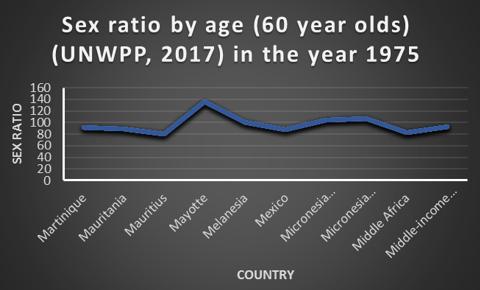 Sex ratio by age (60 year olds)
(UNWPP, 2017) in the year 1975
160
140
120
100
80
60
40
20
0
SEX RATIO
Martinique
Mauritania
Mauritius
Mayotte
Melanesia
Mexico
Micronesia...
Micronesia...
Middle Africa
Middle-income...
COUNTRY